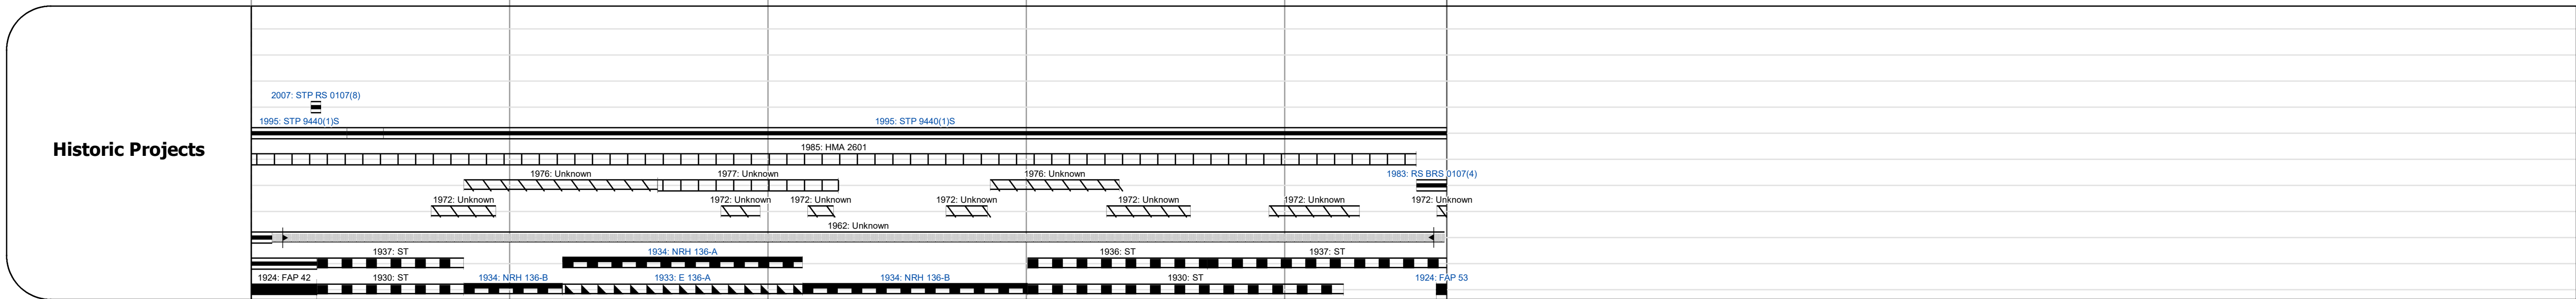 2007: STP RS 0107(8)
1995: STP 9440(1)S 1995: STP 9440(1)S
Historic Projects
1985: HMA 2601
1976: Unknown 1977: Unknown 1976: Unknown 1983: RS BRS 0107(4)
1972: Unknown 1972: Unknown 1972: Unknown 1972: Unknown 1972: Unknown 1972: Unknown 1972: Unknown
1962: Unknown
1937: ST 1934: NRH 136-A 1936: ST 1937: ST
1924: FAP 42 1930: ST 1934: NRH 136-B 1933: E 136-A 1934: NRH 136-B 1930: ST 1924: FAP 53